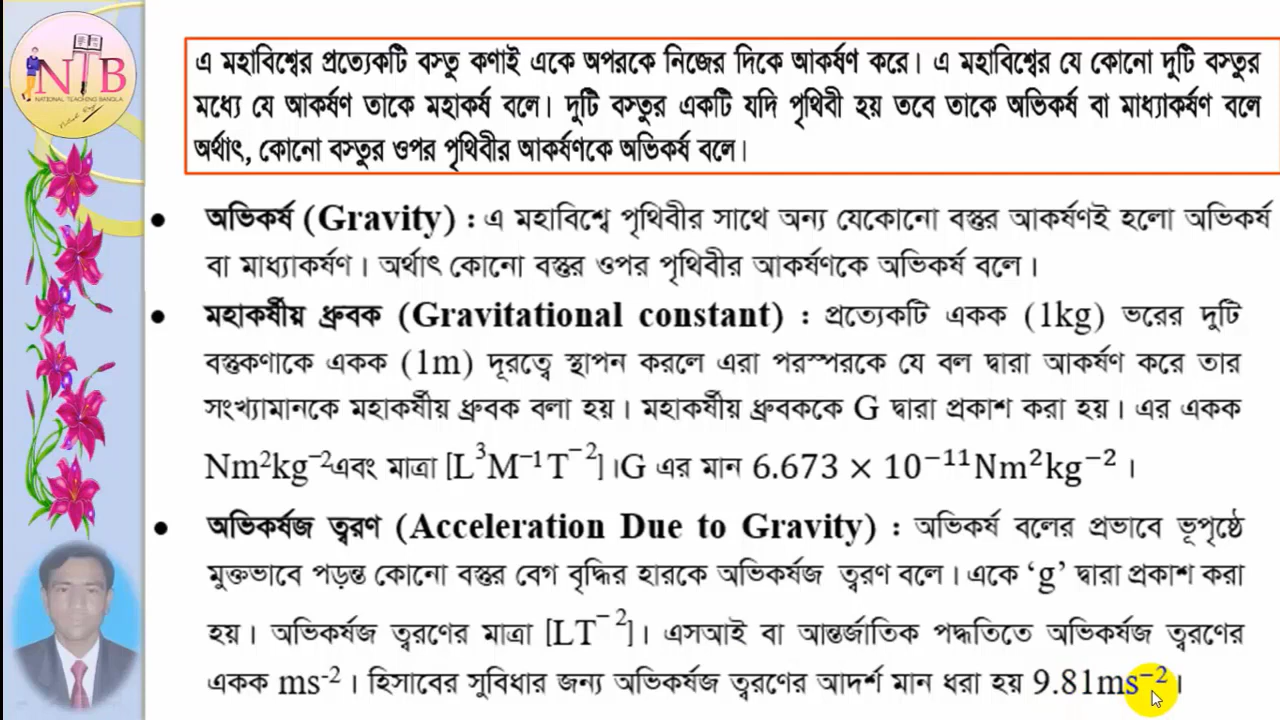 NTB
NATIONAL TEACHING BANGLA
এ মহাবিশ্বের প্রত্যেকটি বস্তু কণাই একে অপরকে নিজের দিকে আকর্ষণ করে। এ মহাবিশ্বের যে কোনো দুটি বস্তুর
মধ্যে যে আকর্ষণ তাকে মহাকর্ষ বলে। দুটি বস্তুর একটি যদি পৃথিবী হয় তবে তাকে অভিকর্ষ বা মাধ্যাকর্ষণ বলে
অর্থাৎ, কোনো বস্তুর ওপর পৃথিবীর আকর্ষণকে অভিকর্ষ বলে।
• অভিকর্ষ (Gravity) : এ মহাবিশ্বে পৃথিবীর সাথে অন্য যেকোনো বস্তুর আকর্ষণই হলো অভিকর্ষ
বা মাধ্যাকর্ষণ। অর্থাৎ কোনো বস্তুর ওপর পৃথিবীর আকর্ষণকে অভিকর্ষ বলে।
• মহাকর্ষীয় ধ্রুবক (Gravitational constant) : প্রত্যেকটি একক (1kg) ভরের দুটি
বস্তুকণাকে একক (1m) দূরত্বে স্থাপন করলে এরা পরস্পরকে যে বল দ্বারা আকর্ষণ করে তার
সংখ্যামানকে মহাকর্ষীয় ধ্রুবক বলা হয়। মহাকর্ষীয় ধ্রুবককে G দ্বারা প্রকাশ করা হয়। এর একক
Nm²kg⁻²এবং মাত্রা [L³M⁻¹T⁻²]।G এর মান 6.673 × 10⁻¹¹Nm²kg⁻²।
• অভিকর্ষজ ত্বরণ (Acceleration Due to Gravity) : অভিকর্ষ বলের প্রভাবে ভূপৃষ্ঠে
মুক্তভাবে পড়ন্ত কোনো বস্তুর বেগ বৃদ্ধির হারকে অভিকর্ষজ ত্বরণ বলে। একে ‘g’ দ্বারা প্রকাশ করা
হয়। অভিকর্ষজ ত্বরণের মাত্রা [LT⁻²]। এসআই বা আন্তর্জাতিক পদ্ধতিতে অভিকর্ষজ ত্বরণের
একক ms⁻²। হিসাবের সুবিধার জন্য অভিকর্ষজ ত্বরণের আদর্শ মান ধরা হয় 9.81ms⁻²।